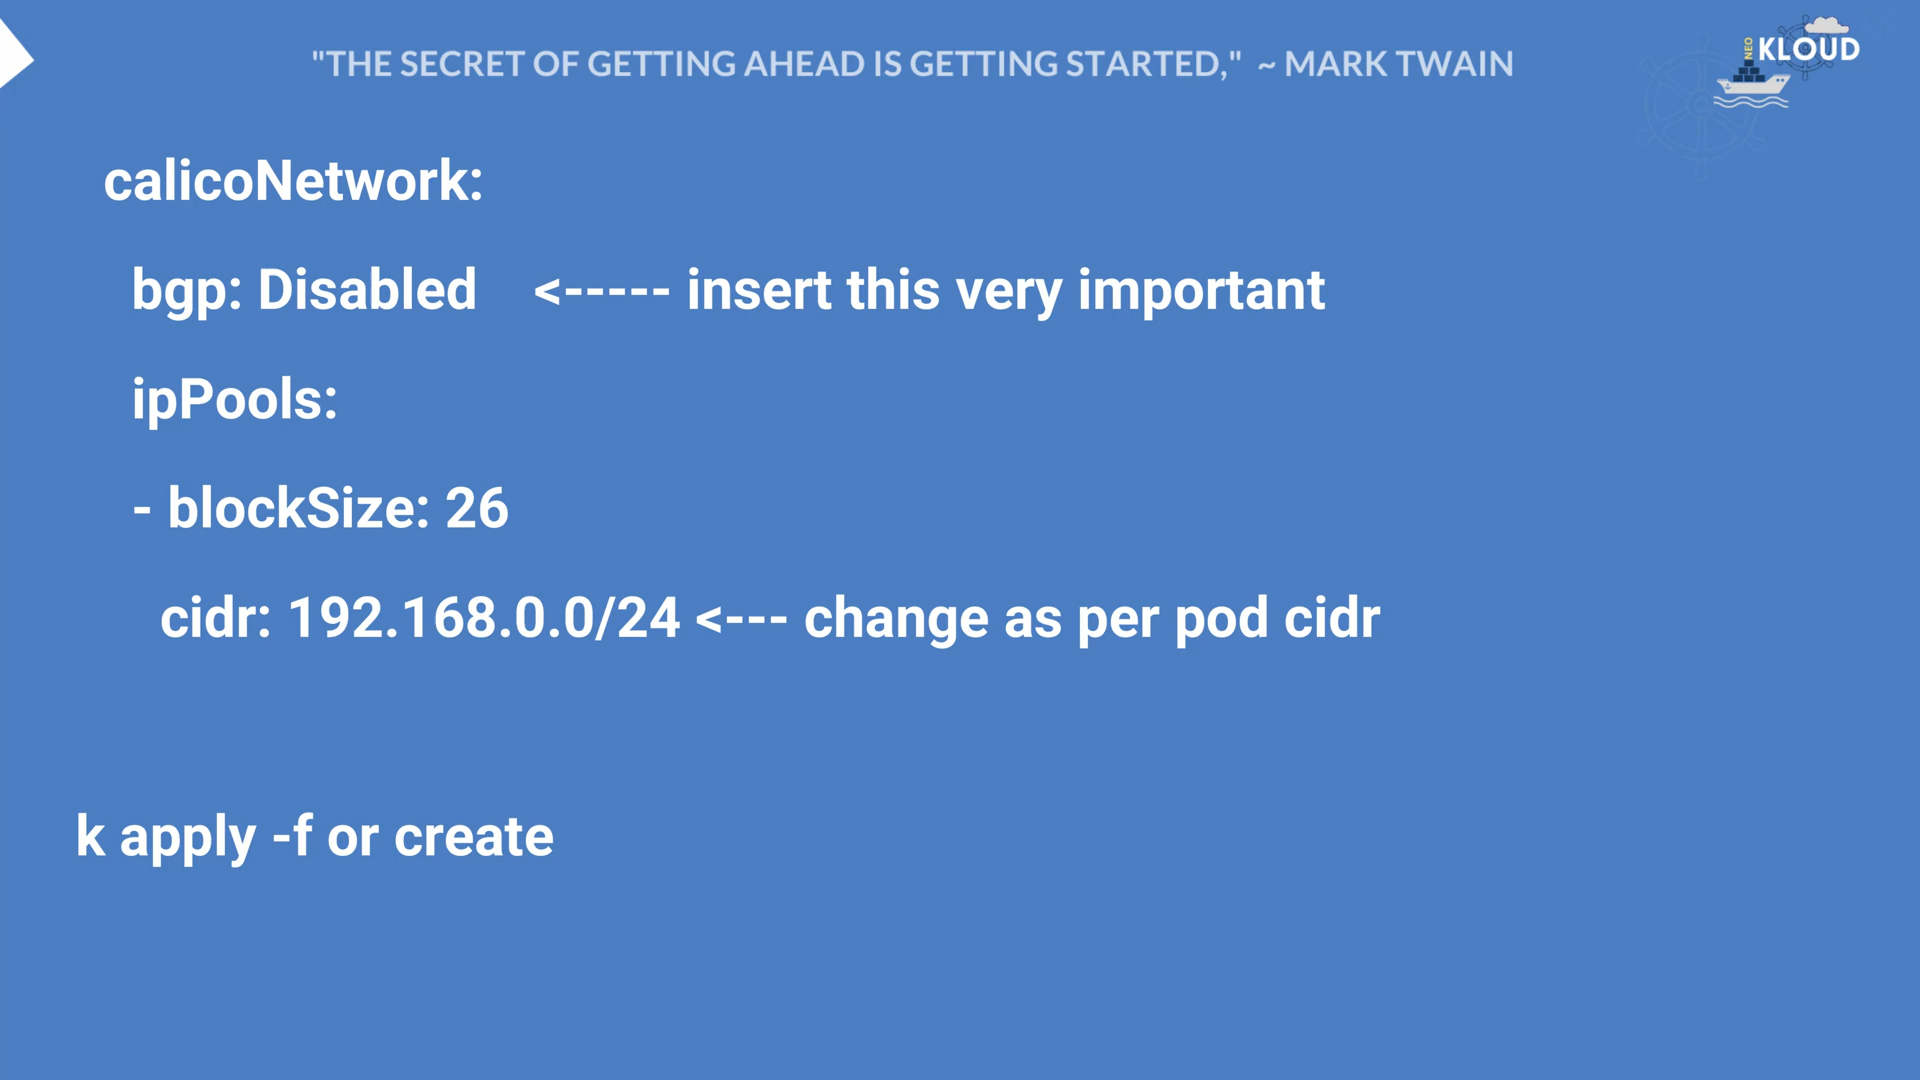 "THE SECRET OF GETTING AHEAD IS GETTING STARTED," ~ MARK TWAIN
NEO KLOUD
calicoNetwork:
bgp: Disabled <----- insert this very important
ipPools:
- blockSize: 26
cidr: 192.168.0.0/24 <--- change as per pod cidr
k apply -f or create